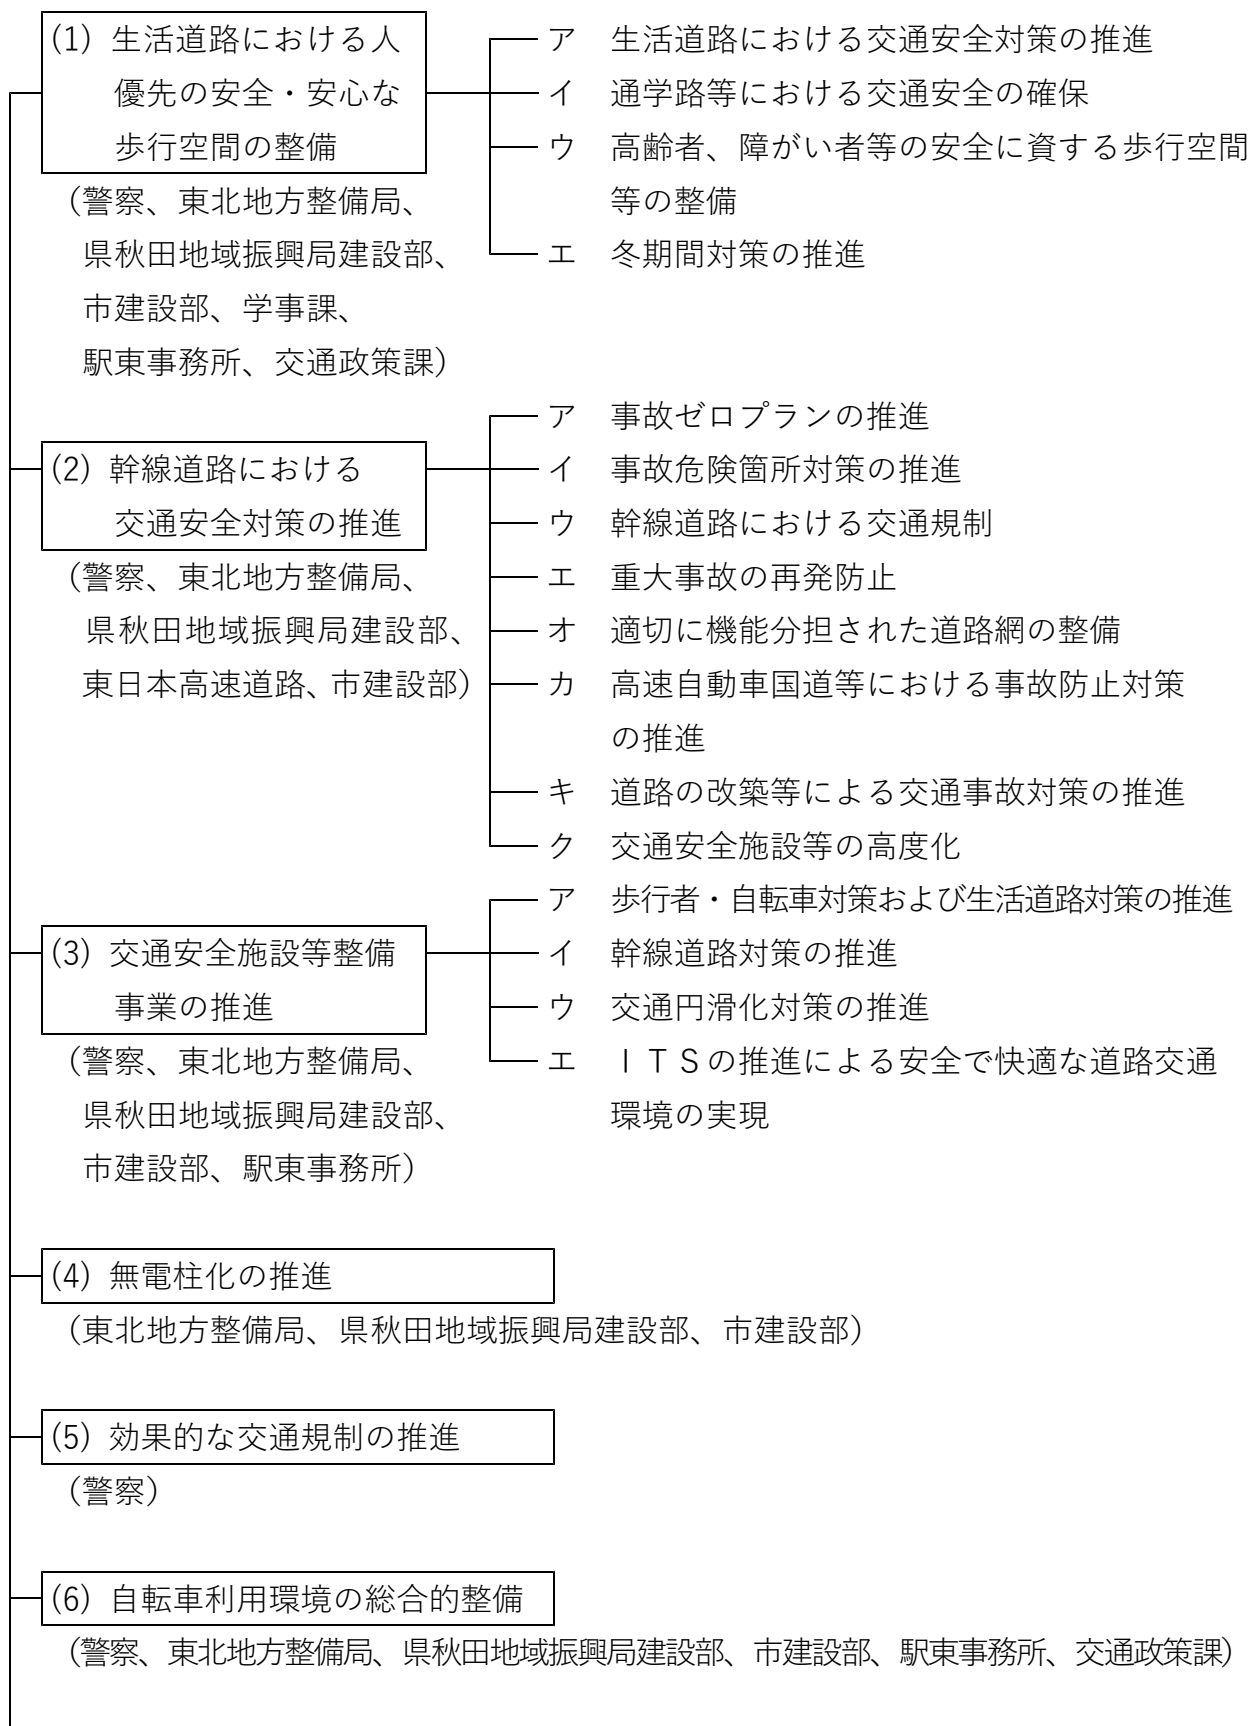 (1) 生活道路における人
優先の安全・安心な
歩行空間の整備
(警察、東北地方整備局、
県秋田地域振興局建設部、
市建設部、学事課、
駅東事務所、交通政策課)
ア 生活道路における交通安全対策の推進
イ 通学路等における交通安全の確保
ウ 高齢者、障がい者等の安全に資する歩行空間
等の整備
エ 冬期間対策の推進
(2) 幹線道路における
交通安全対策の推進
(警察、東北地方整備局、
県秋田地域振興局建設部、
東日本高速道路、市建設部)
ア 事故ゼロプランの推進
イ 事故危険箇所対策の推進
ウ 幹線道路における交通規制
エ 重大事故の再発防止
オ 適切に機能分担された道路網の整備
カ 高速自動車国道等における事故防止対策
の推進
キ 道路の改築等による交通事故対策の推進
ク 交通安全施設等の高度化
(3) 交通安全施設等整備
事業の推進
(警察、東北地方整備局、
県秋田地域振興局建設部、
市建設部、駅東事務所)
ア 歩行者・自転車対策および生活道路対策の推進
イ 幹線道路対策の推進
ウ 交通円滑化対策の推進
エ ITSの推進による安全で快適な道路交通
環境の実現
(4) 無電柱化の推進
(東北地方整備局、県秋田地域振興局建設部、市建設部)
(5) 効果的な交通規制の推進
(警察)
(6) 自転車利用環境の総合的整備
(警察、東北地方整備局、県秋田地域振興局建設部、市建設部、駅東事務所、交通政策課)